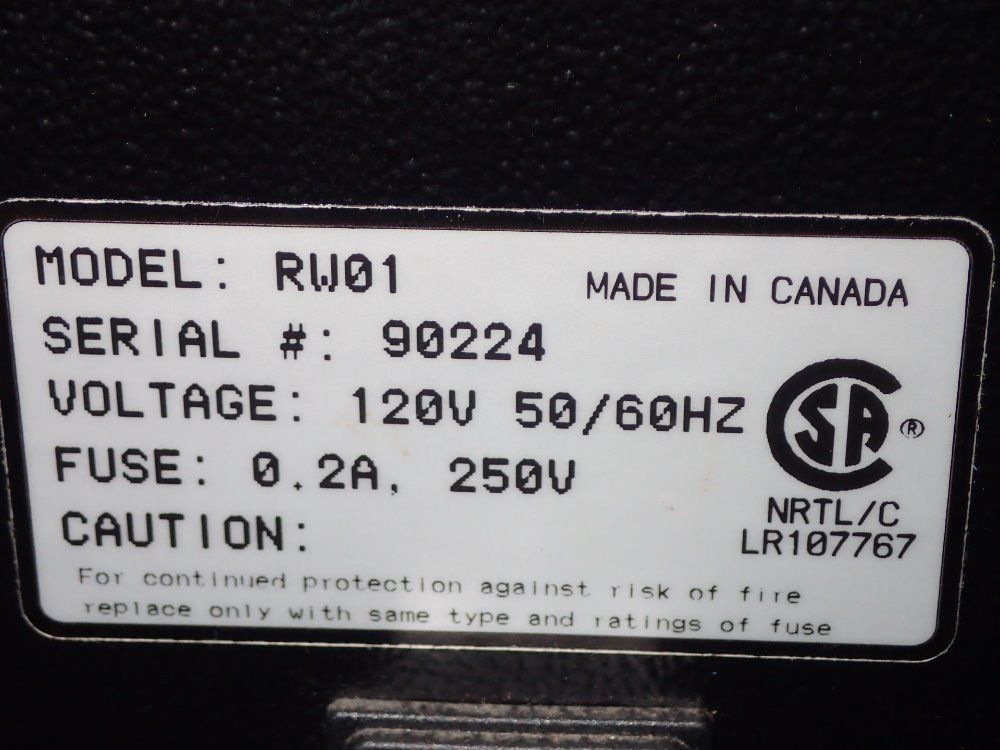 MODEL: RW01
MADE IN CANADA
SERIAL #: 90224
VOLTAGE: 120V 50/60HZ
FUSE: 0.2A, 250V
SA ®
NRTL/C
LR107767
CAUTION:
For continued protection against risk of fire
replace only with same type and ratings of fuse